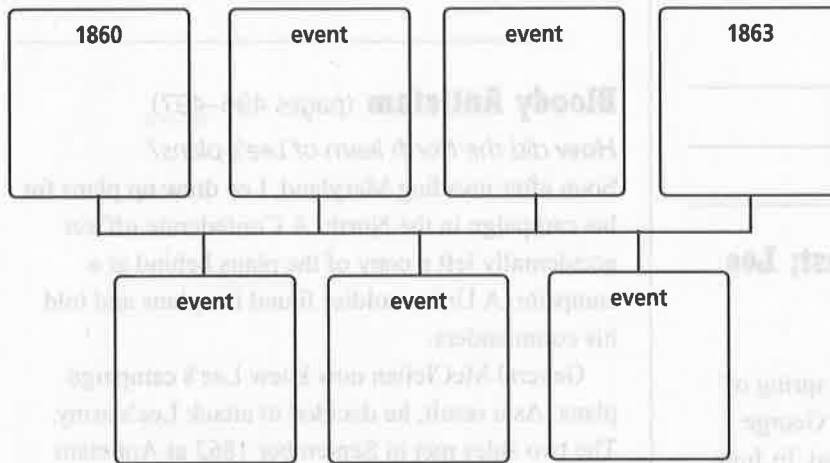 1860
event
event
1863
Bloody Antietam (pages
How did the North learn of Lee's plans?
Soon after invading Maryland, Lee drew up plans for
his campaign in the North. A Confederate officer
accidentally left a copy of the plans behind at a
campsite. A Union soldier found the plans and told
his commanders.
General McClellan now knew Lee's campaign
plans. As a result, he decided to attack Lee's army.
The two sides met in September 1862 at Antietam
event
event
event
Lee
spring of
George